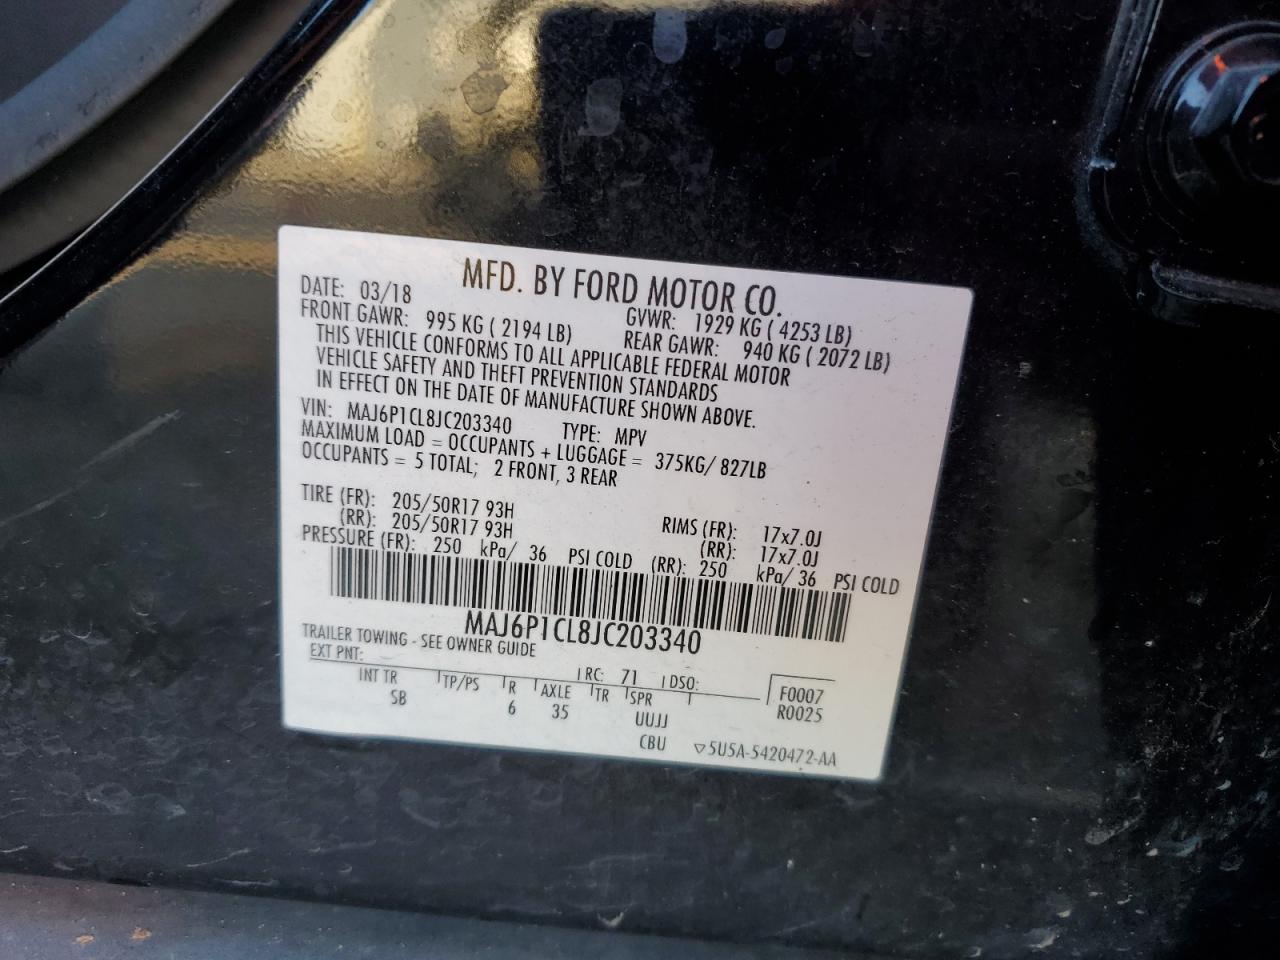 MFD. BY FORD MOTOR CO.
DATE: 03/18 GVWR: 1929 KG ( 4253 LB)
FRONT GAWR: 995 KG ( 2194 LB) REAR GAWR: 940 KG ( 2072 LB)
THIS VEHICLE CONFORMS TO ALL APPLICABLE FEDERAL MOTOR
VEHICLE SAFETY AND THEFT PREVENTION STANDARDS
IN EFFECT ON THE DATE OF MANUFACTURE SHOWN ABOVE.
VIN: MAJ6P1CL8JC203340 TYPE: MPV
MAXIMUM LOAD = OCCUPANTS + LUGGAGE = 375KG/ 827LB
OCCUPANTS = 5 TOTAL; 2 FRONT, 3 REAR
TIRE (FR): 205/50R17 93H RIMS (FR): 17x7.0J
(RR): 205/50R17 93H (RR): 17x7.0J
PRESSURE (FR): 250 kPa/ 36 PSI COLD (RR): 250 kPa/ 36 PSI COLD
MAJ6P1CL8JC203340
TRAILER TOWING - SEE OWNER GUIDE
EXT PNT: RC: 71 DSO: F0007
INT TR TP/PS R AXLE TR SPR R0025
SB 6 35 UUJJ
CBU ▽5U5A-5420472-AA